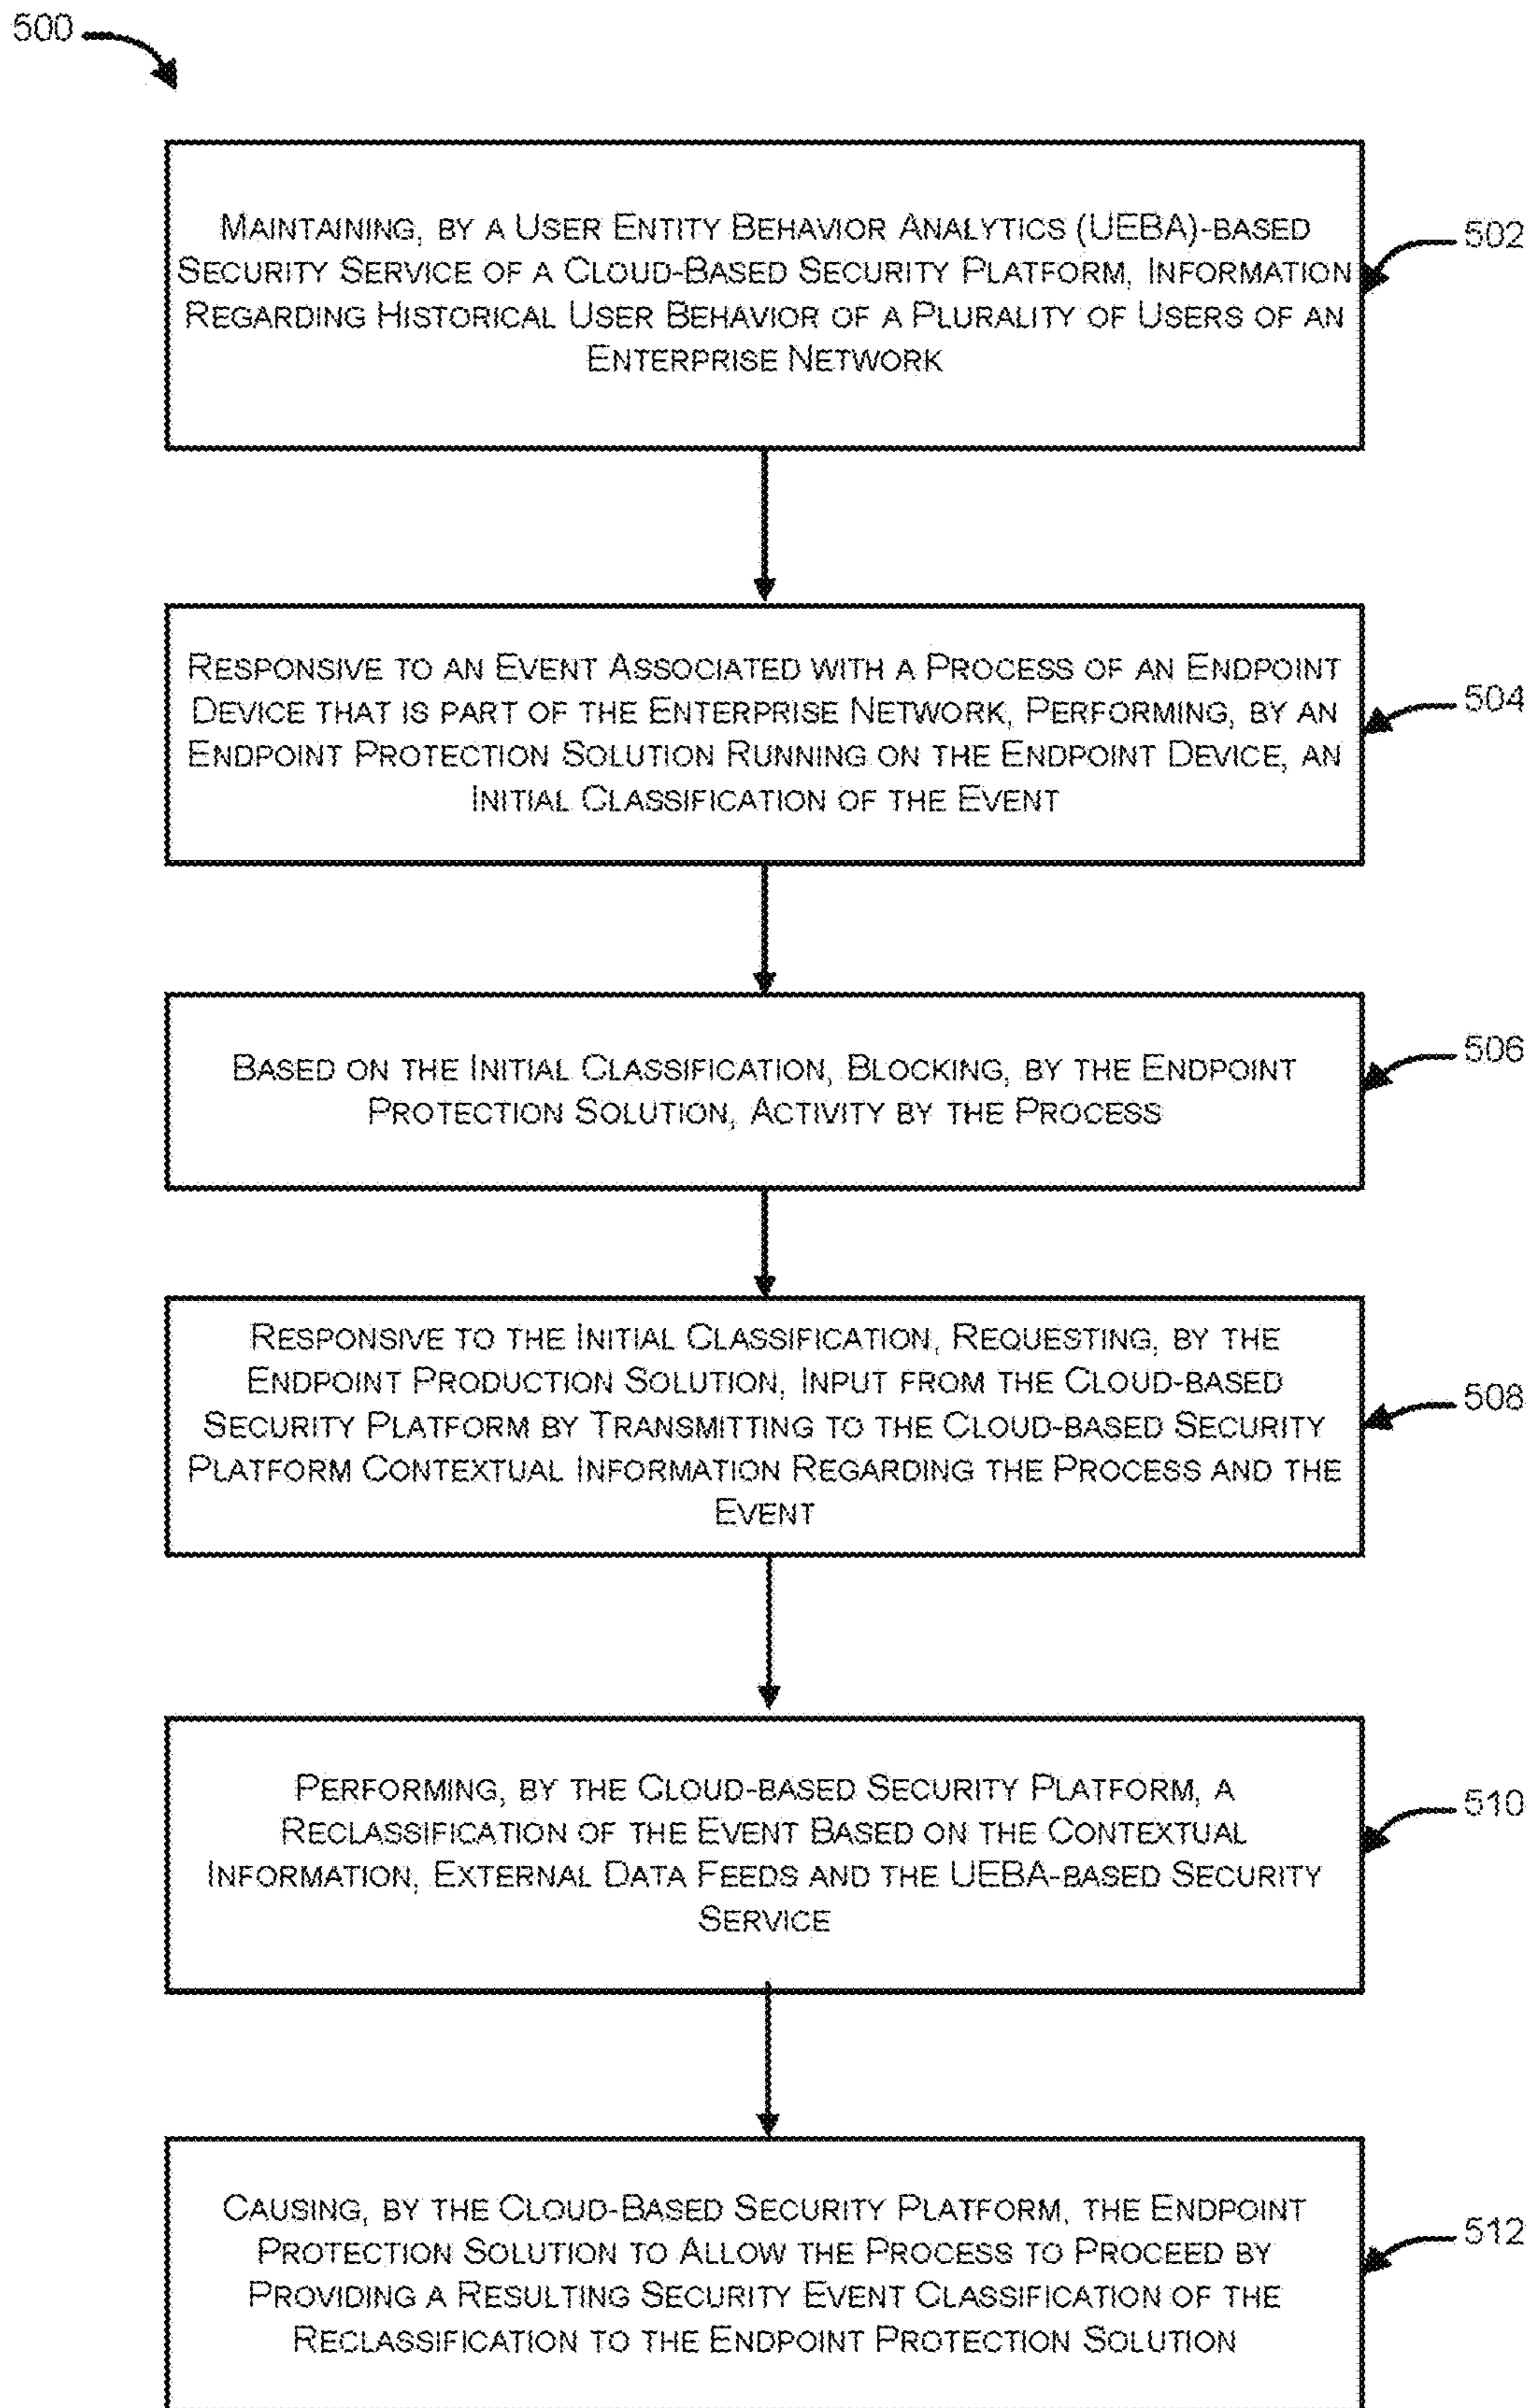 500
MAINTAINING, BY A USER ENTITY BEHAVIOR ANALYTICS (UEBA)-BASED
SECURITY SERVICE OF A CLOUD-BASED SECURITY PLATFORM, INFORMATION
REGARDING HISTORICAL USER BEHAVIOR OF A PLURALITY OF USERS OF AN
ENTERPRISE NETWORK
502
RESPONSIVE TO AN EVENT ASSOCIATED WITH A PROCESS OF AN ENDPOINT
DEVICE THAT IS PART OF THE ENTERPRISE NETWORK, PERFORMING, BY AN
ENDPOINT PROTECTION SOLUTION RUNNING ON THE ENDPOINT DEVICE, AN
INITIAL CLASSIFICATION OF THE EVENT
504
BASED ON THE INITIAL CLASSIFICATION, BLOCKING, BY THE ENDPOINT
PROTECTION SOLUTION, ACTIVITY BY THE PROCESS
506
RESPONSIVE TO THE INITIAL CLASSIFICATION, REQUESTING, BY THE
ENDPOINT PRODUCTION SOLUTION, INPUT FROM THE CLOUD-BASED
SECURITY PLATFORM BY TRANSMITTING TO THE CLOUD-BASED SECURITY
PLATFORM CONTEXTUAL INFORMATION REGARDING THE PROCESS AND THE
EVENT
508
PERFORMING, BY THE CLOUD-BASED SECURITY PLATFORM, A
RECLASSIFICATION OF THE EVENT BASED ON THE CONTEXTUAL
INFORMATION, EXTERNAL DATA FEEDS AND THE UEBA-BASED SECURITY
SERVICE
510
CAUSING, BY THE CLOUD-BASED SECURITY PLATFORM, THE ENDPOINT
PROTECTION SOLUTION TO ALLOW THE PROCESS TO PROCEED BY
PROVIDING A RESULTING SECURITY EVENT CLASSIFICATION OF THE
RECLASSIFICATION TO THE ENDPOINT PROTECTION SOLUTION
512